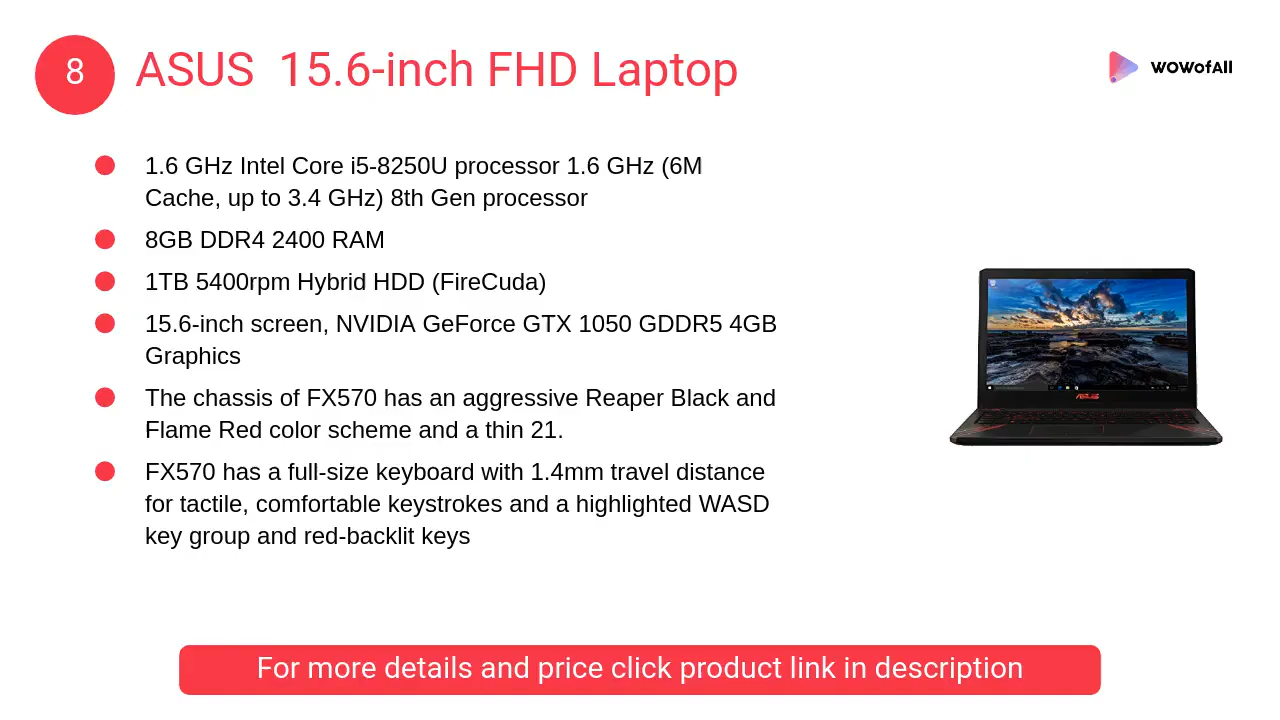 8
ASUS  15.6-inch FHD Laptop
WOWofAll
1.6 GHz Intel Core i5-8250U processor 1.6 GHz (6M
Cache, up to 3.4 GHz) 8th Gen processor
8GB DDR4 2400 RAM
1TB 5400rpm Hybrid HDD (FireCuda)
15.6-inch screen, NVIDIA GeForce GTX 1050 GDDR5 4GB
Graphics
The chassis of FX570 has an aggressive Reaper Black and
Flame Red color scheme and a thin 21.
FX570 has a full-size keyboard with 1.4mm travel distance
for tactile, comfortable keystrokes and a highlighted WASD
key group and red-backlit keys
ASUS
For more details and price click product link in description